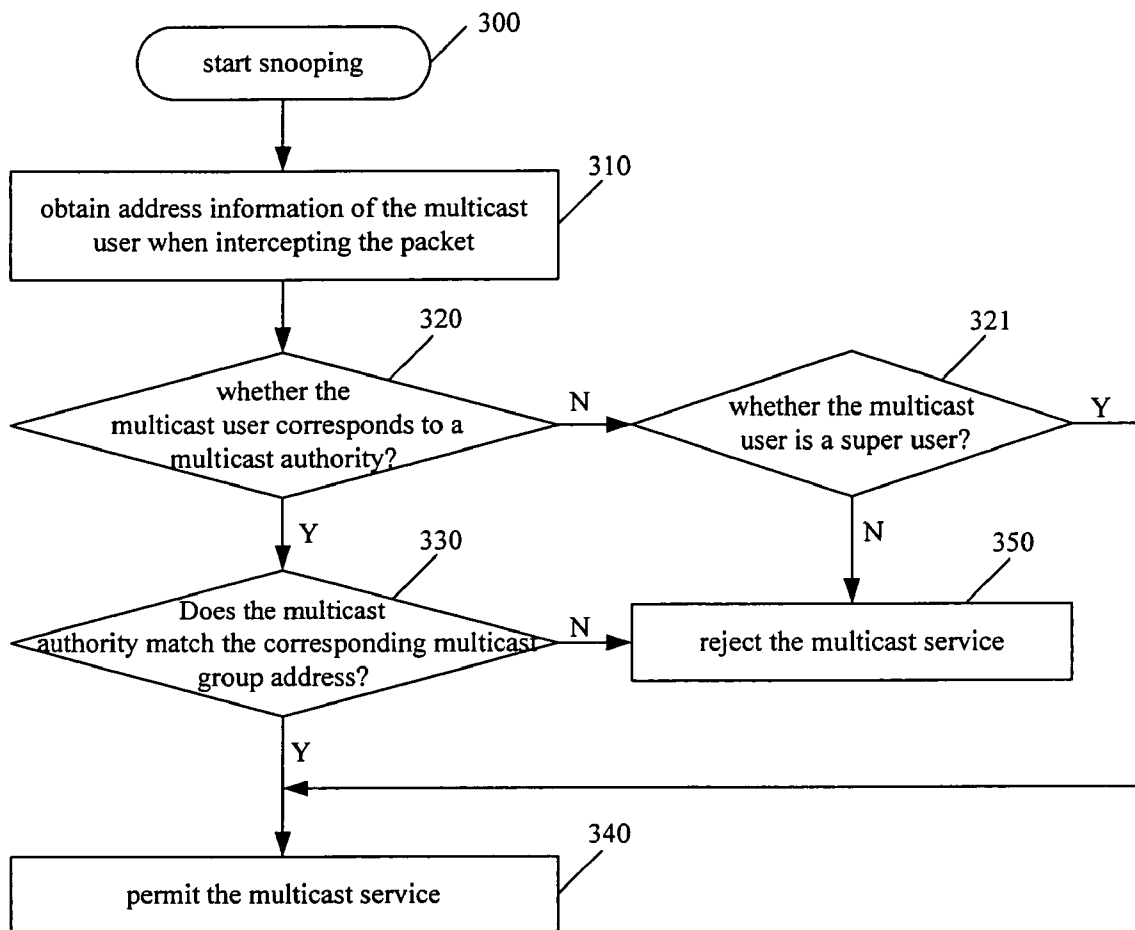 300
start snooping
310
obtain address information of the multicast
user when intercepting the packet
320
whether the
multicast user corresponds to a
multicast authority?
N
321
whether the multicast
user is a super user?
Y
Y
N
330
Does the multicast
authority match the corresponding multicast
group address?
N
350
reject the multicast service
Y
340
permit the multicast service